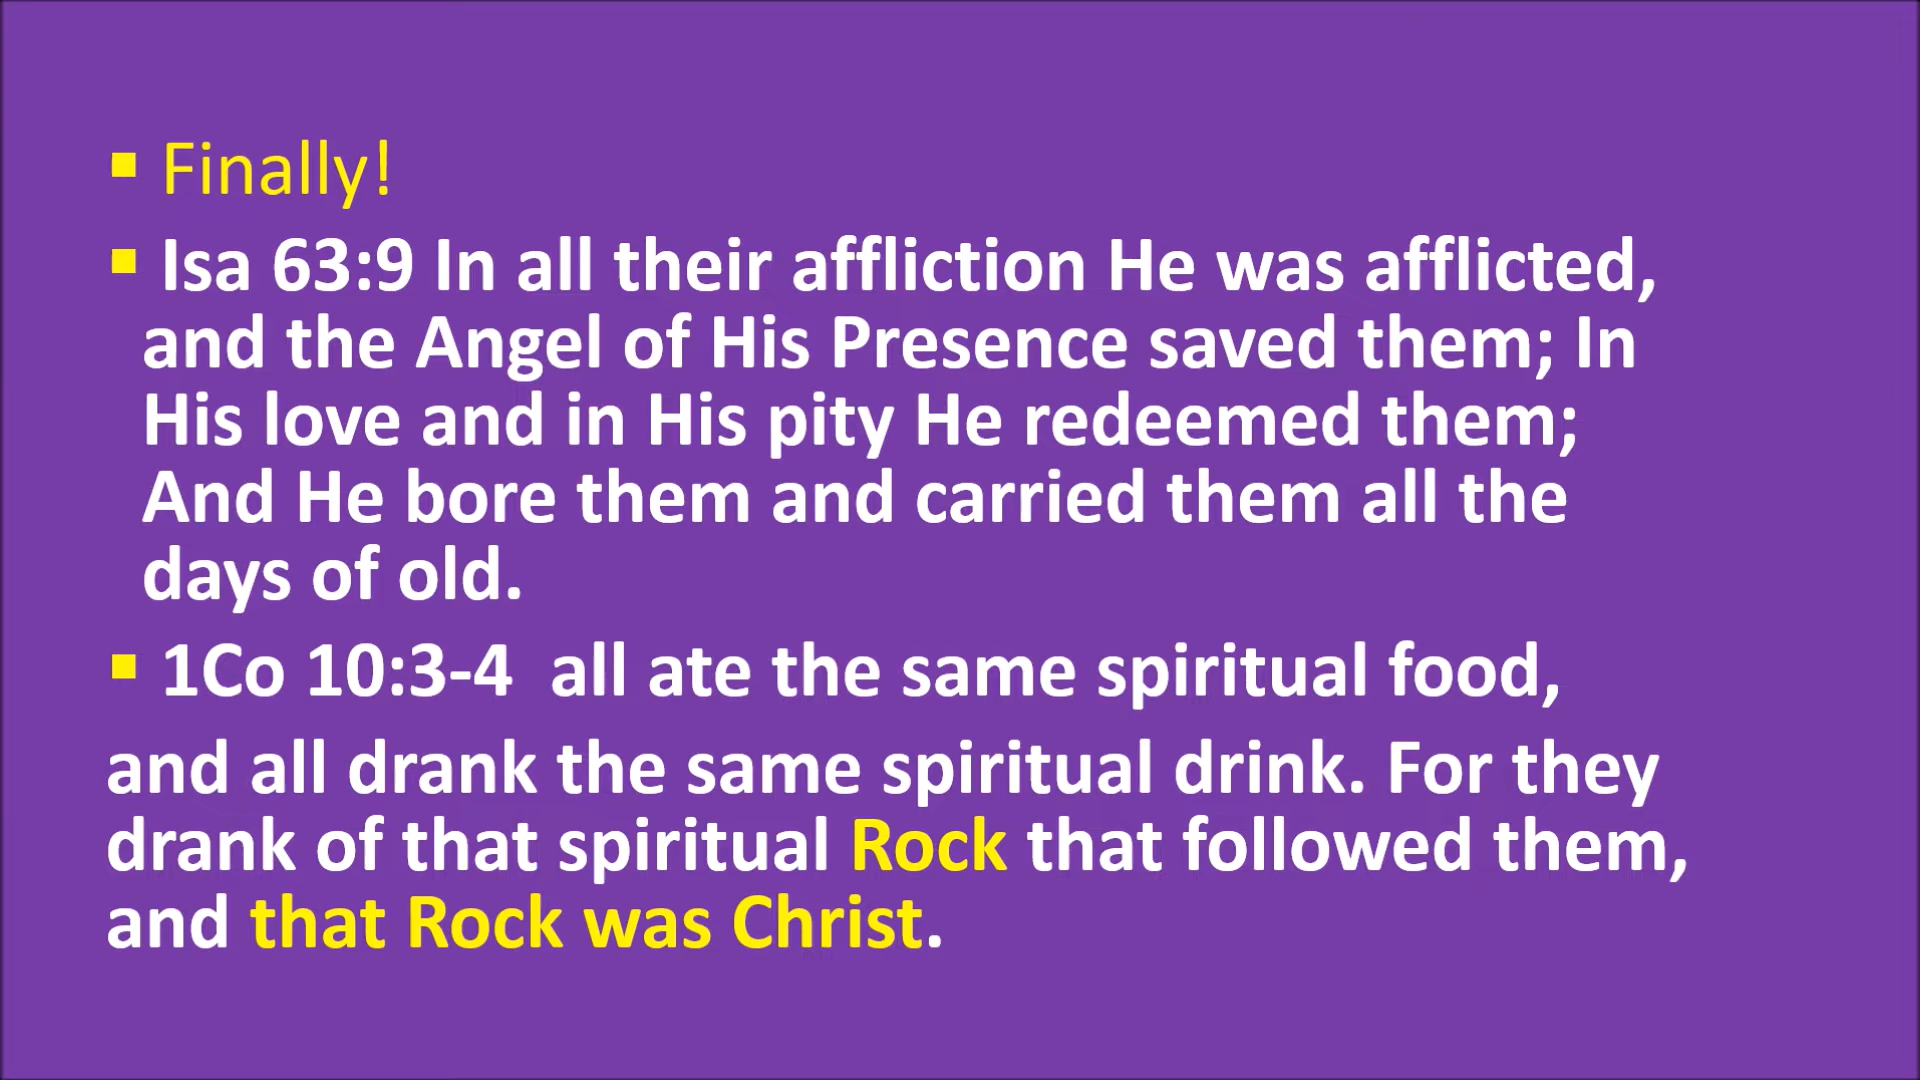 ▪ Finally!
▪ Isa 63:9 In all their affliction He was afflicted,
and the Angel of His Presence saved them; In
His love and in His pity He redeemed them;
And He bore them and carried them all the
days of old.
▪ 1Co 10:3-4  all ate the same spiritual food,
and all drank the same spiritual drink. For they
drank of that spiritual Rock that followed them,
and that Rock was Christ.